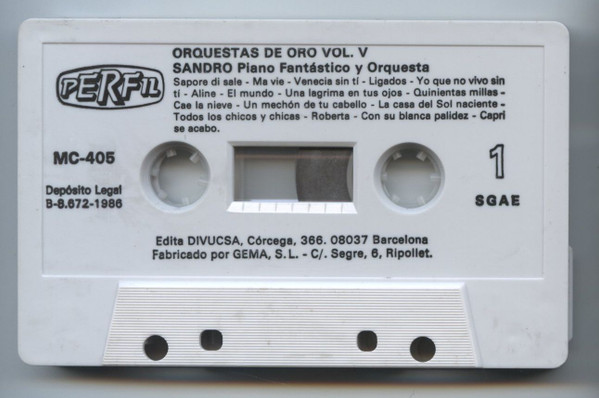 ORQUESTAS DE ORO VOL. V
SANDRO Piano Fantástico y Orquesta
Sapore di sale - Ma vie - Venecia sin tí - Ligados - Yo que no vivo sin
tí - Aline - El mundo - Una lagrima en tus ojos - Quinientas millas -
Cae la nieve - Un mechón de tu cabello - La casa del Sol naciente -
Todos los chicos y chicas - Roberta - Con su blanca palidez - Capri
se acabo.
PERFIL
MC-405
Depósito Legal
B-8.672-1986
1
SGAE
Edita DIVUCSA, Córcega, 366. 08037 Barcelona
Fabricado por GEMA, S.L. - C/. Segre, 6, Ripollet.